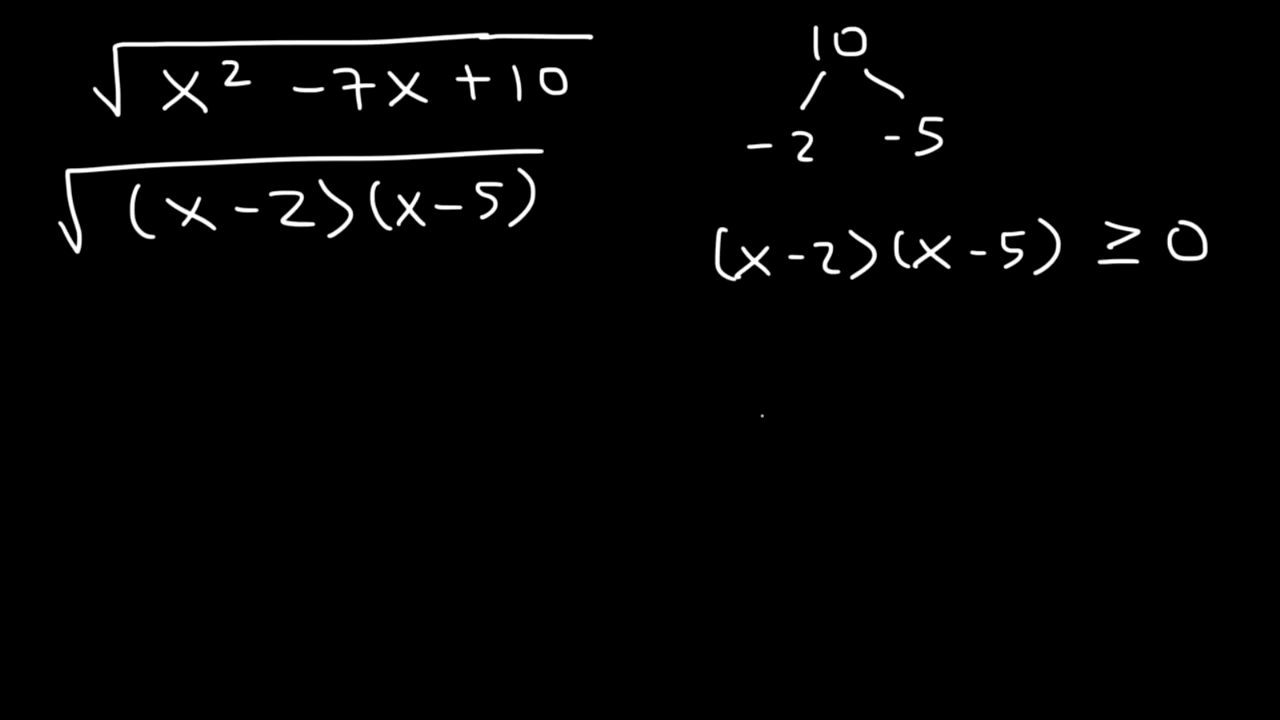 √(x² - 7x + 10)
√((x - 2)(x - 5))
10
- 2 - 5
(x - 2)(x - 5) ≥ 0